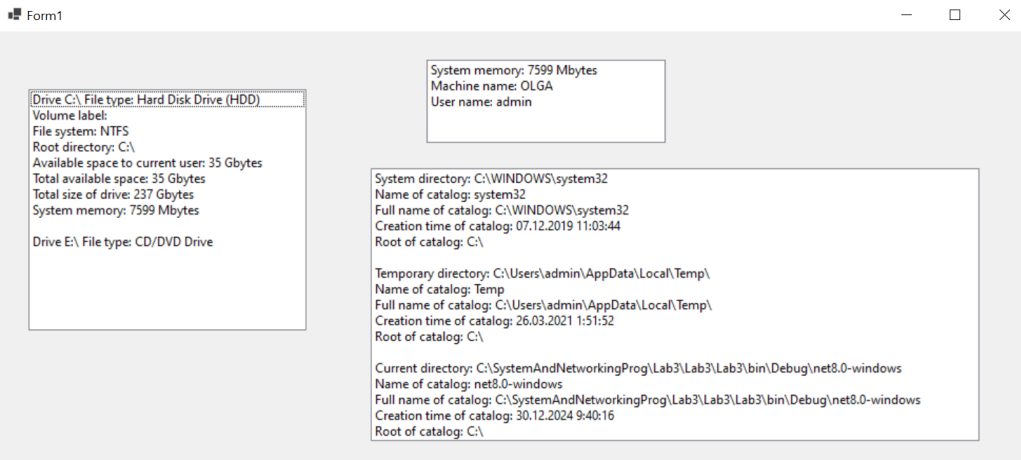 Form1
Drive C:\ File type: Hard Disk Drive (HDD)
Volume label:
File system: NTFS
Root directory: C:\
Available space to current user: 35 Gbytes
Total available space: 35 Gbytes
Total size of drive: 237 Gbytes
System memory: 7599 Mbytes
Drive E:\ File type: CD/DVD Drive
System memory: 7599 Mbytes
Machine name: OLGA
User name: admin
System directory: C:\WINDOWS\system32
Name of catalog: system32
Full name of catalog: C:\WINDOWS\system32
Creation time of catalog: 07.12.2019 11:03:44
Root of catalog: C:\
Temporary directory: C:\Users\admin\AppData\Local\Temp\
Name of catalog: Temp
Full name of catalog: C:\Users\admin\AppData\Local\Temp\
Creation time of catalog: 26.03.2021 1:51:52
Root of catalog: C:\
Current directory: C:\SystemAndNetworkingProg\Lab3\Lab3\Lab3\bin\Debug\net8.0-windows
Name of catalog: net8.0-windows
Full name of catalog: C:\SystemAndNetworkingProg\Lab3\Lab3\Lab3\bin\Debug\net8.0-windows
Creation time of catalog: 30.12.2024 9:40:16
Root of catalog: C:\